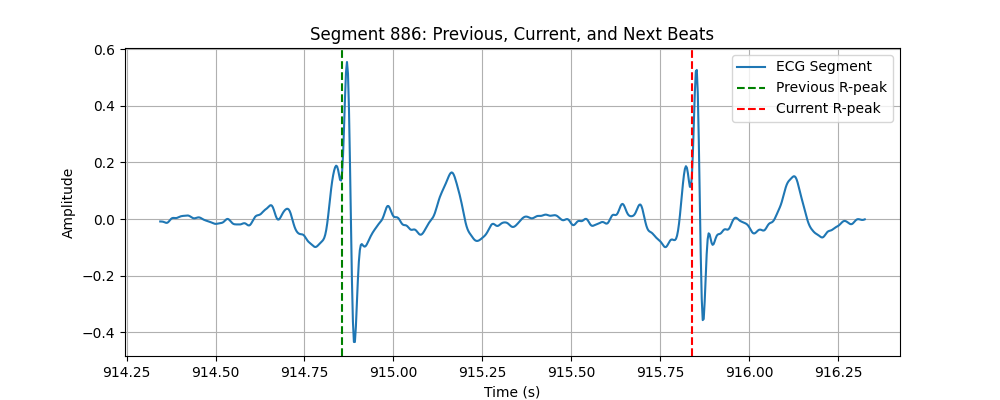 Segment 886: Previous, Current, and Next Beats
0.6
0.4
0.2
0.0
−0.2
−0.4
Amplitude
ECG Segment
Previous R-peak
Current R-peak
914.25 914.50 914.75 915.00 915.25 915.50 915.75 916.00 916.25
Time (s)